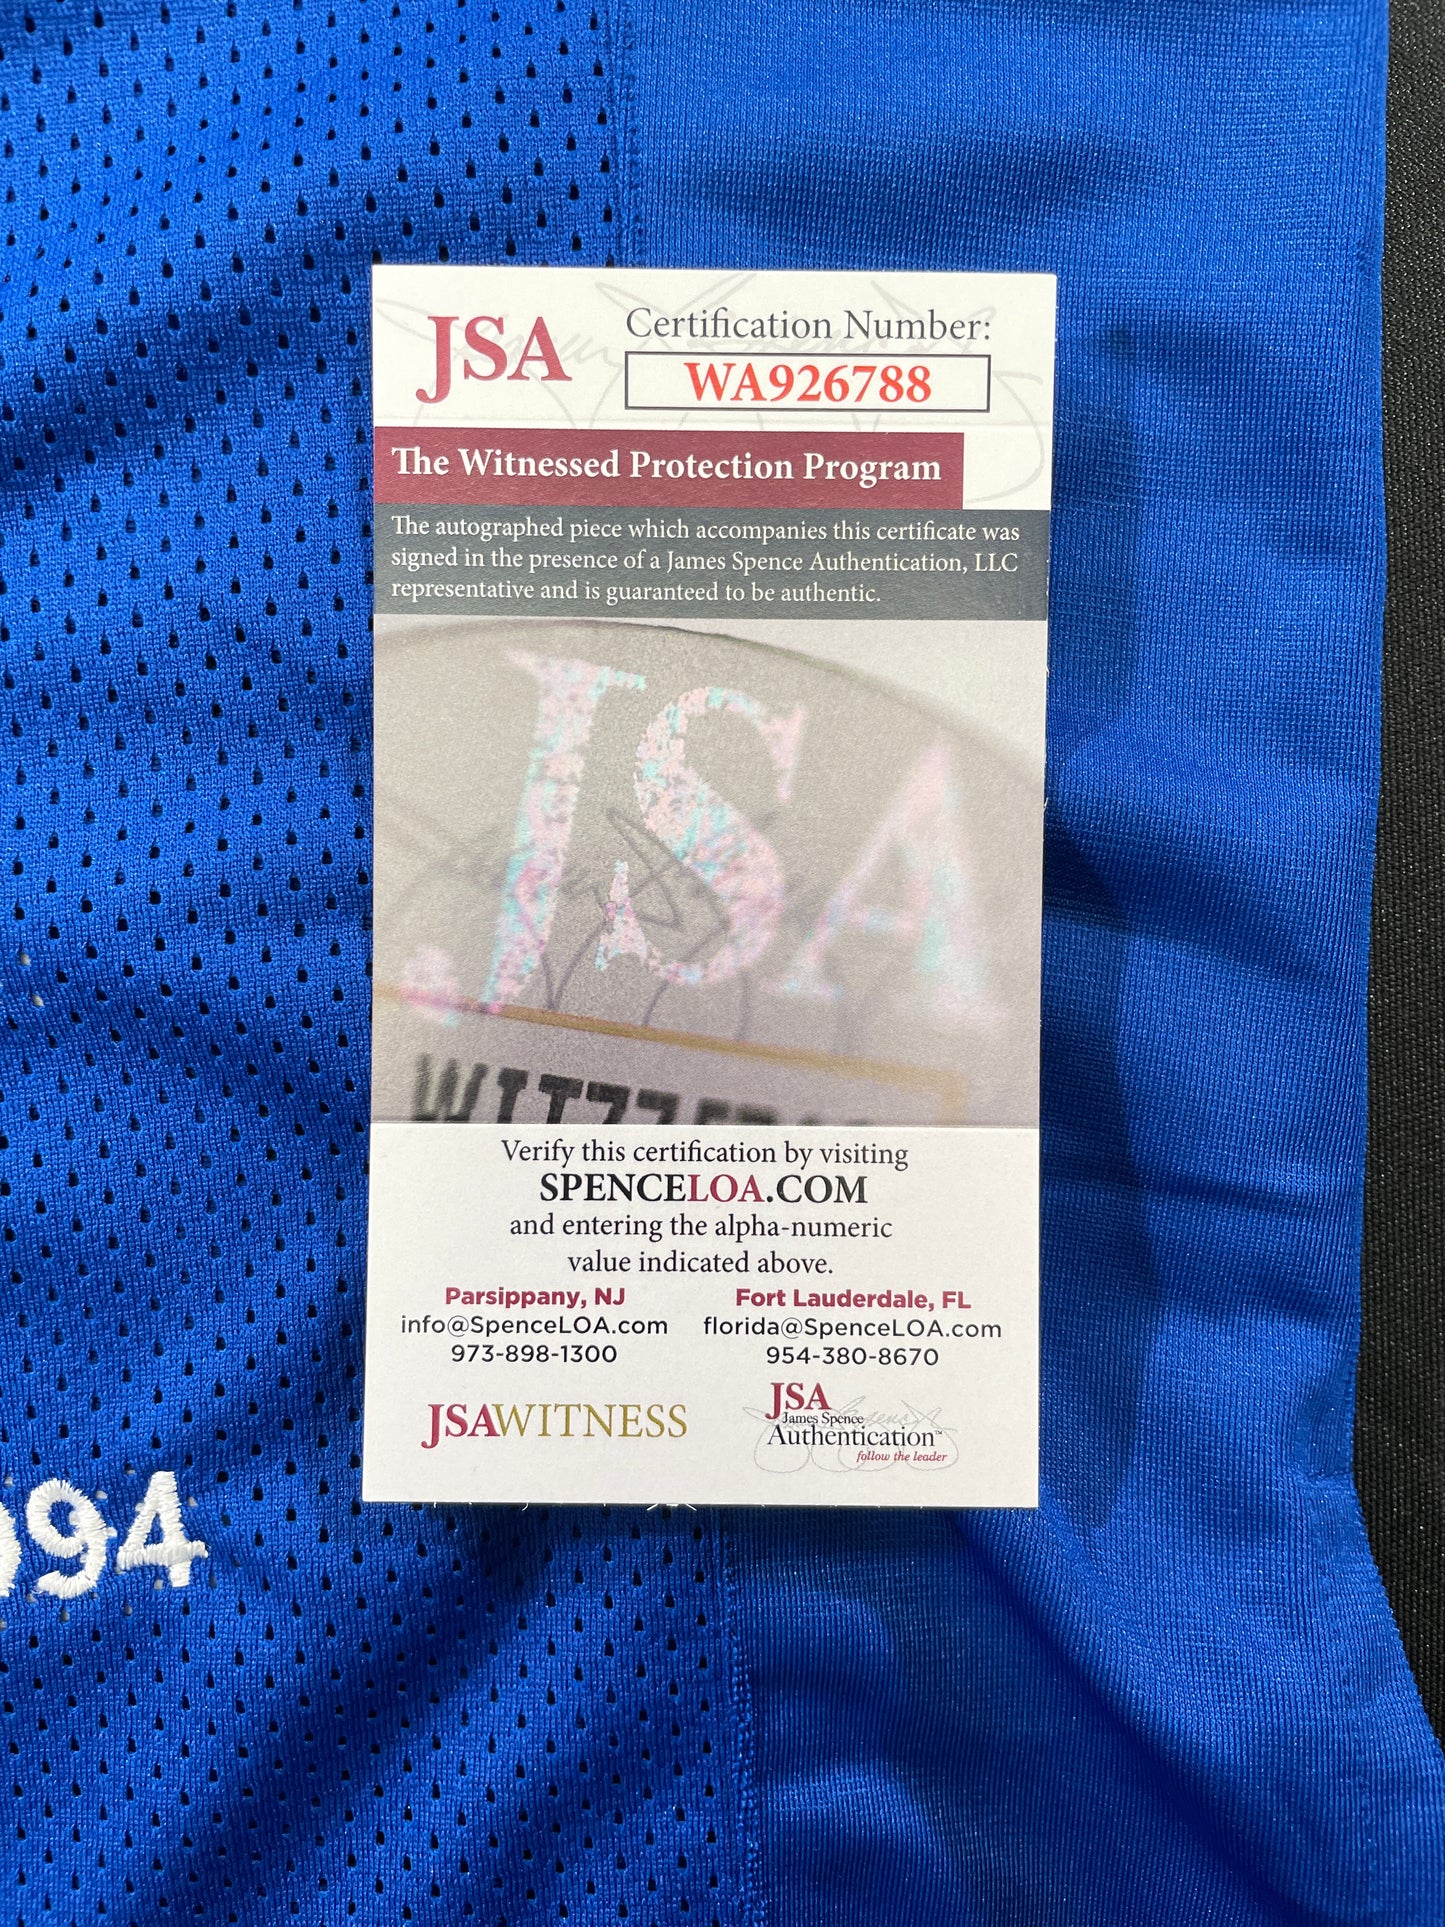 JSA
Certification Number:
WA926788
The Witnessed Protection Program
The autographed piece which accompanies this certificate was
signed in the presence of a James Spence Authentication, LLC
representative and is guaranteed to be authentic.
JSA
Verify this certification by visiting
SPENCELOA.COM
and entering the alpha-numeric
value indicated above.
Parsippany, NJ
info@SpenceLOA.com
973-898-1300
Fort Lauderdale, FL
florida@SpenceLOA.com
954-380-8670
JSAWITNESS
JSA
James Spence
Authentication™
follow the leader
94